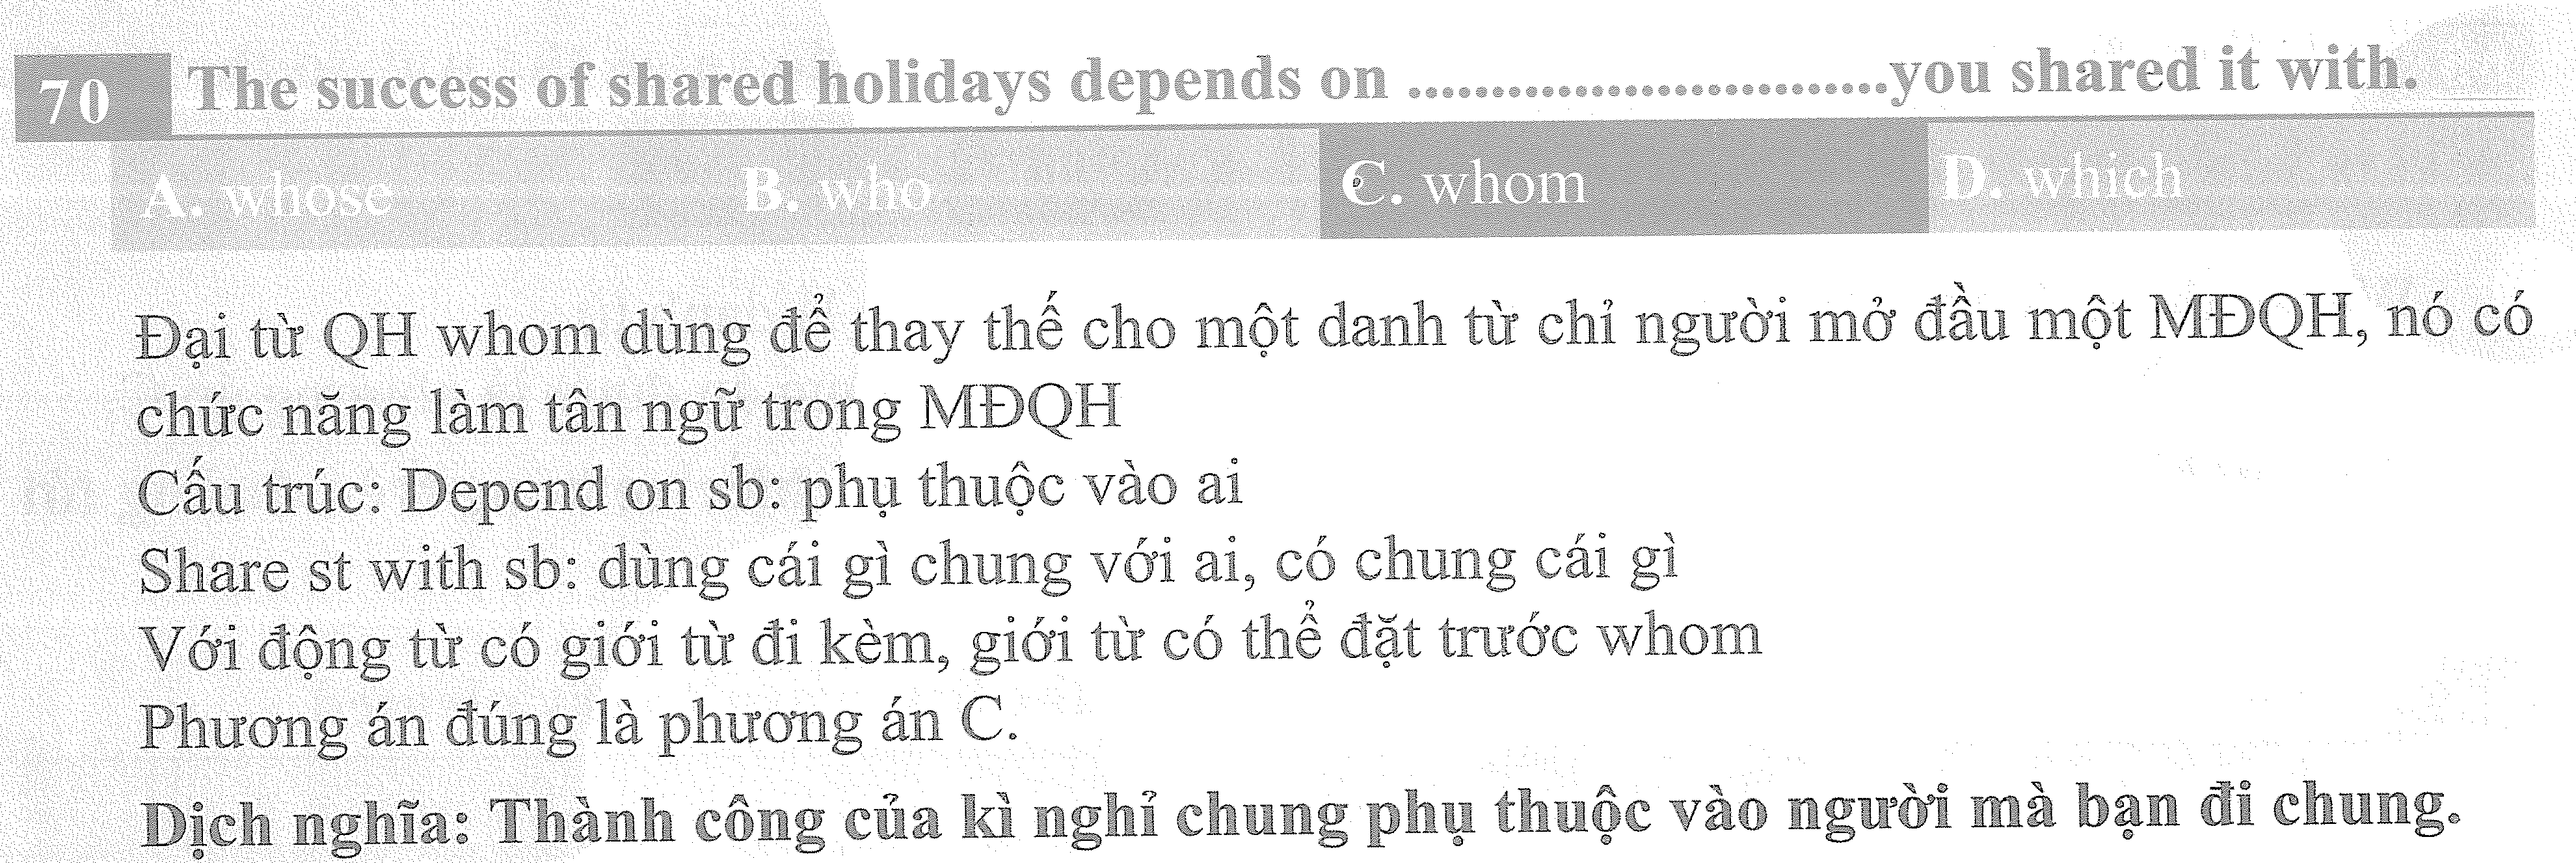 70 The success of shared holidays depends on ............................you shared it with.
A. whose B. who C. whom D. which
Đại từ QH whom dùng để thay thế cho một danh từ chỉ người mở đầu một MĐQH, nó có
chức năng làm tân ngữ trong MĐQH
Cấu trúc: Depend on sb: phụ thuộc vào ai
Share st with sb: dùng cái gì chung với ai, có chung cái gì
Với động từ có giới từ đi kèm, giới từ có thể đặt trước whom
Phương án đúng là phương án C.
Dịch nghĩa: Thành công của kì nghỉ chung phụ thuộc vào người mà bạn đi chung.